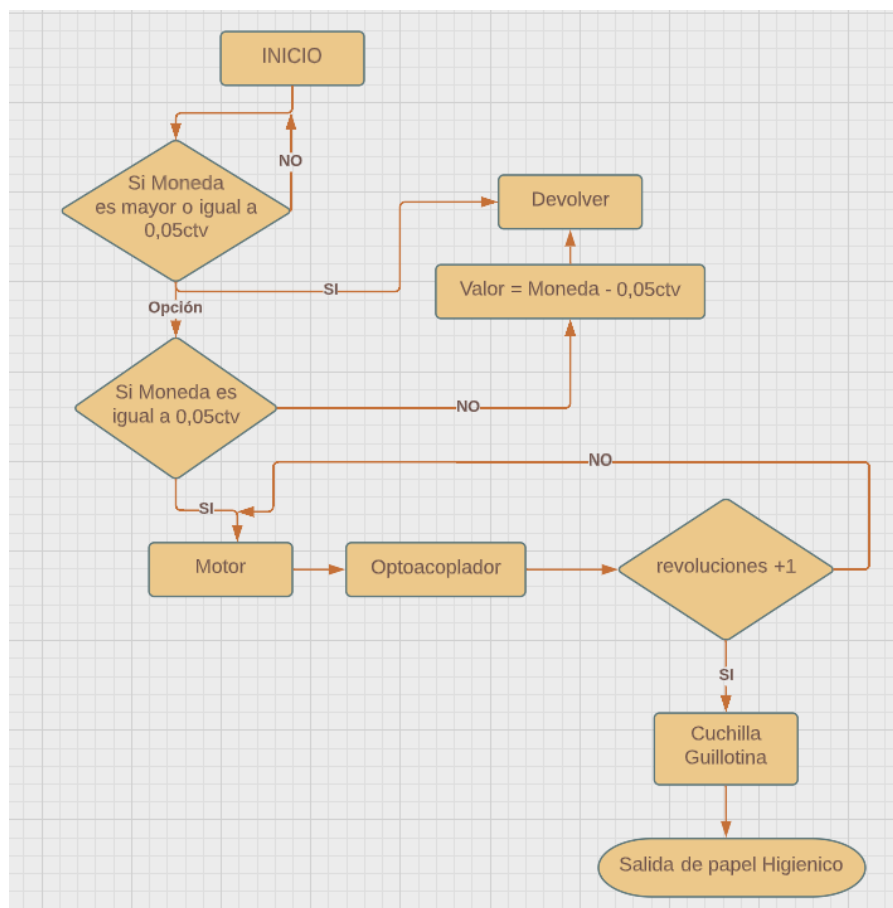 INICIO
NO
Si Moneda
es mayor o igual a
0,05ctv
Devolver
Valor = Moneda - 0,05ctv
SI
Opción
Si Moneda es
igual a 0,05ctv
NO
NO
SI
Motor
Optoacoplador
revoluciones +1
SI
Cuchilla
Guillotina
Salida de papel Higienico